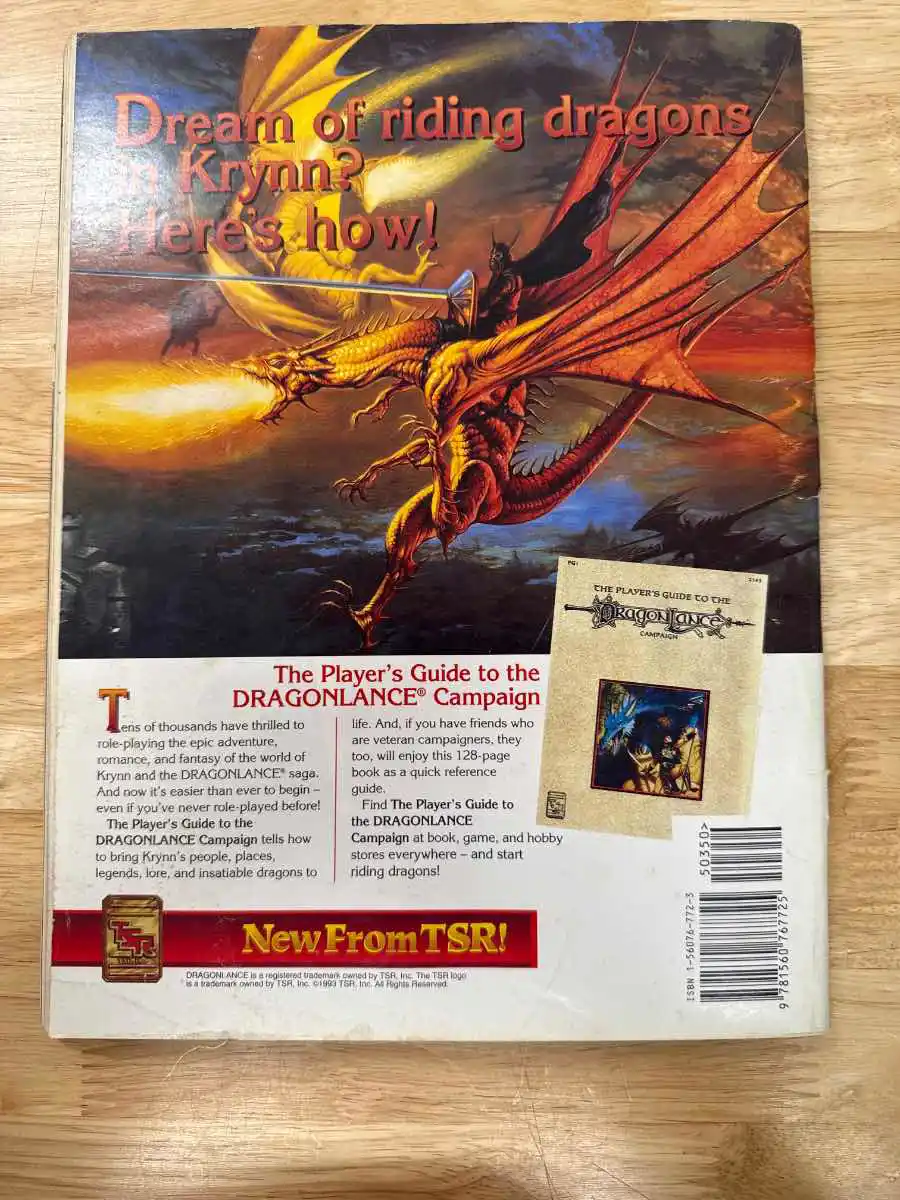 Dream of riding dragons
in Krynn?
Here's how!
PG1
2143
THE PLAYER'S GUIDE TO THE
DRAGONLANCE
CAMPAIGN
The Player's Guide to the
DRAGONLANCE® Campaign
Tens of thousands have thrilled to
role-playing the epic adventure,
romance, and fantasy of the world of
Krynn and the DRAGONLANCE® saga.
And now it's easier than ever to begin –
even if you've never role-played before!
The Player's Guide to the
DRAGONLANCE Campaign tells how
to bring Krynn's people, places,
legends, lore, and insatiable dragons to
life. And, if you have friends who
are veteran campaigners, they
too, will enjoy this 128-page
book as a quick reference
guide.
Find The Player's Guide to
the DRAGONLANCE
Campaign at book, game, and hobby
stores everywhere – and start
riding dragons!
TSR
New From TSR!
DRAGONLANCE is a registered trademark owned by TSR, Inc. The TSR logo
is a trademark owned by TSR, Inc. ©1993 TSR, Inc. All Rights Reserved.
50350>
ISBN 1-56076-772-3
9 781560 767725